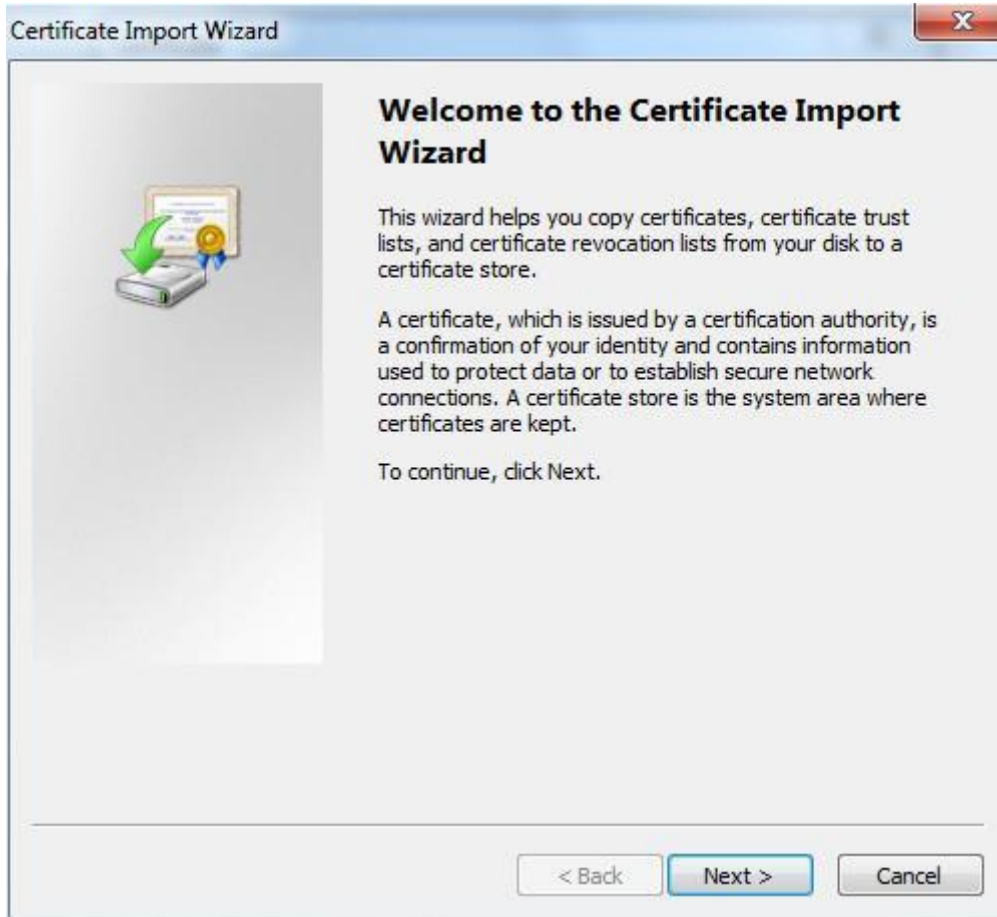 Certificate Import Wizard
X
Welcome to the Certificate Import
Wizard
This wizard helps you copy certificates, certificate trust
lists, and certificate revocation lists from your disk to a
certificate store.
A certificate, which is issued by a certification authority, is
a confirmation of your identity and contains information
used to protect data or to establish secure network
connections. A certificate store is the system area where
certificates are kept.
To continue, click Next.
< Back
Next >
Cancel